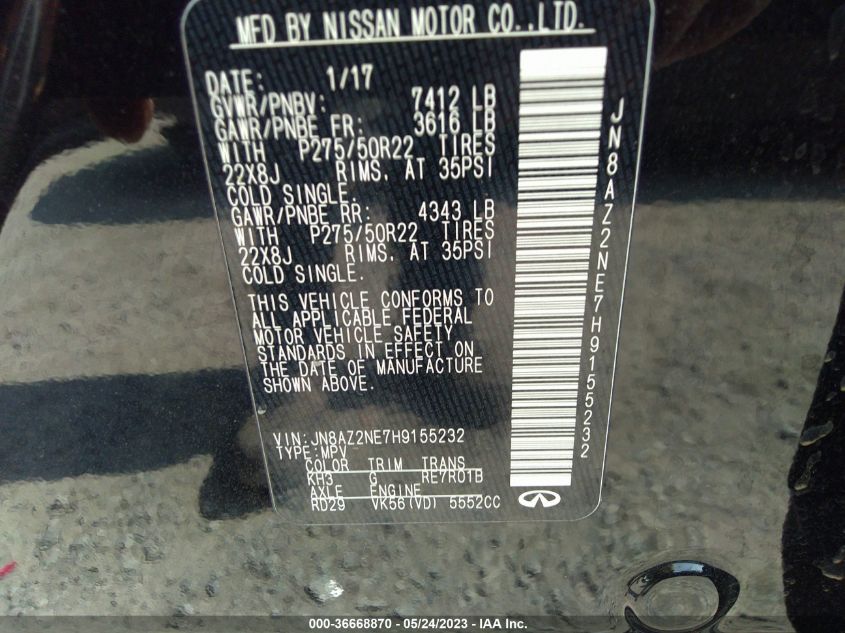 MFD BY NISSAN MOTOR CO.,LTD.
DATE: 1/17
GVWR/PNBV: 7412 LB
GAWR/PNBE FR: 3616 LB
WITH P275/50R22 TIRES
22X8J RIMS. AT 35PSI
COLD SINGLE.
GAWR/PNBE RR: 4343 LB
WITH P275/50R22 TIRES
22X8J RIMS. AT 35PSI
COLD SINGLE.
THIS VEHICLE CONFORMS TO
ALL APPLICABLE FEDERAL
MOTOR VEHICLE SAFETY
STANDARDS IN EFFECT ON
THE DATE OF MANUFACTURE
SHOWN ABOVE.
VIN:JN8AZ2NE7H9155232
TYPE:MPV
COLOR TRIM TRANS
KH3 G RE7R01B
AXLE ENGINE
RD29 VK56(VD) 5552CC
JN8AZ2NE7H9155232
000-36668870 - 05/24/2023 - IAA Inc.